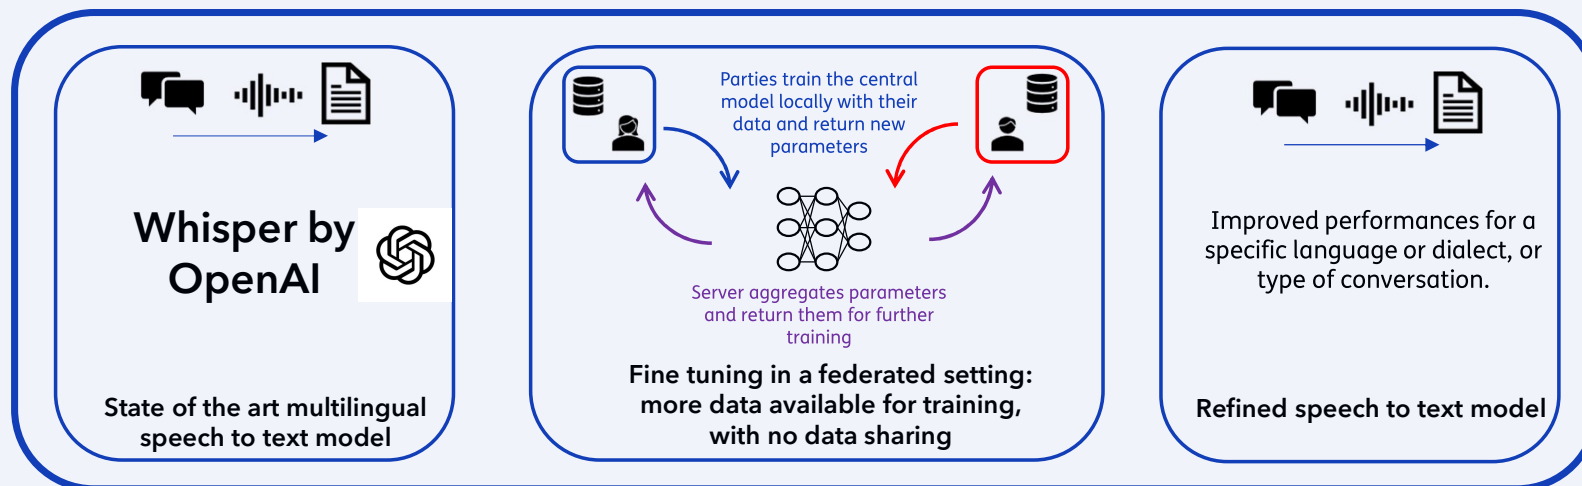 Whisper by
OpenAI
State of the art multilingual
speech to text model
Parties train the central
model locally with their
data and return new
parameters
Server aggregates parameters
and return them for further
training
Fine tuning in a federated setting:
more data available for training,
with no data sharing
Improved performances for a
specific language or dialect, or
type of conversation.
Refined speech to text model